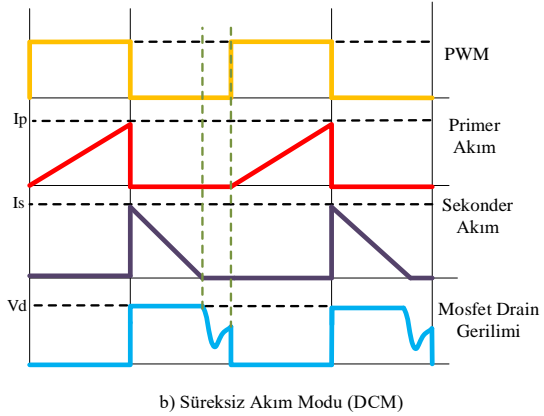 PWM
Ip
Primer
Akım
Is
Sekonder
Akım
Vd
Mosfet Drain
Gerilimi
b) Süreksiz Akım Modu (DCM)